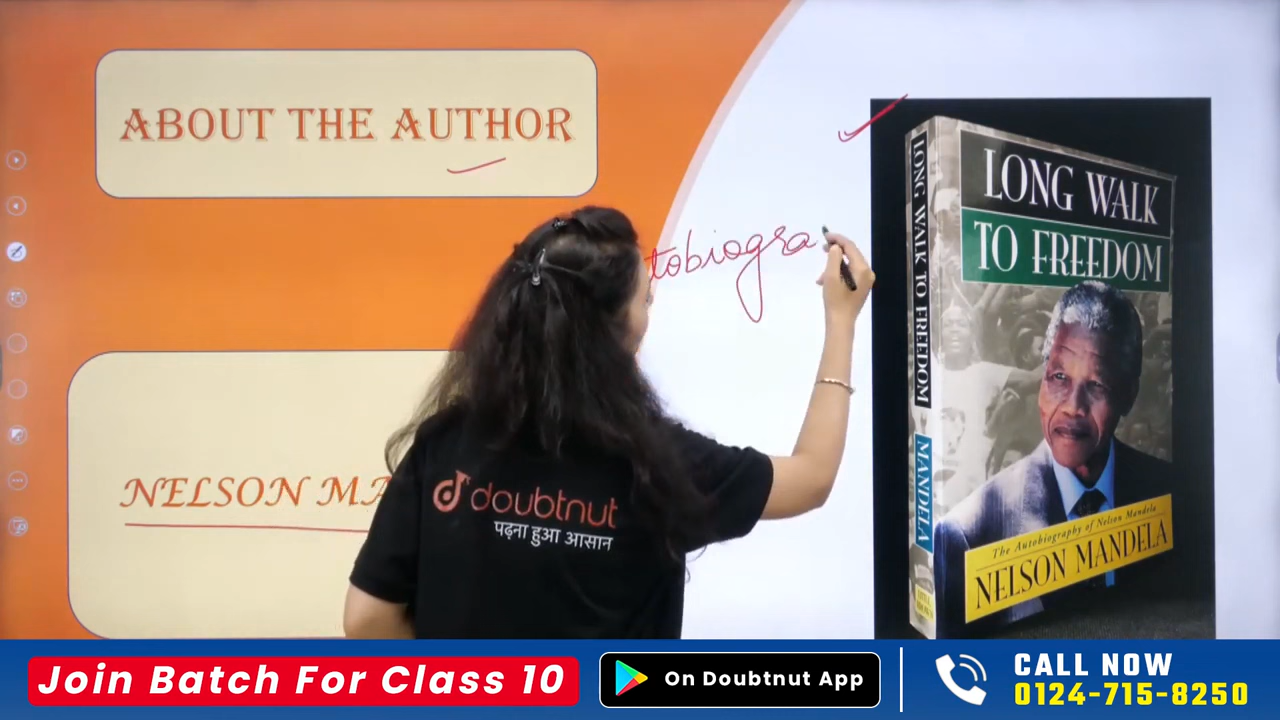 ABOUT THE AUTHOR
tobiogra
LONG WALK
TO FREEDOM
LONG WALK TO FREEDOM
MANDELA
The Autobiography of Nelson Mandela
NELSON MANDELA
NELSON MA
doubtnut
पढ़ना हुआ आसान
Join Batch For Class 10
On Doubtnut App
CALL NOW
0124-715-8250